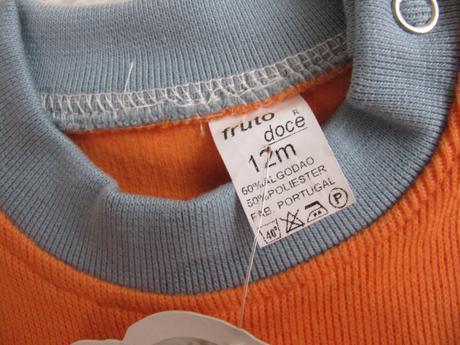 fruto
doce ®
12m
50%ALGODAO
50%POLIESTER
FAB. PORTUGAL
40° P